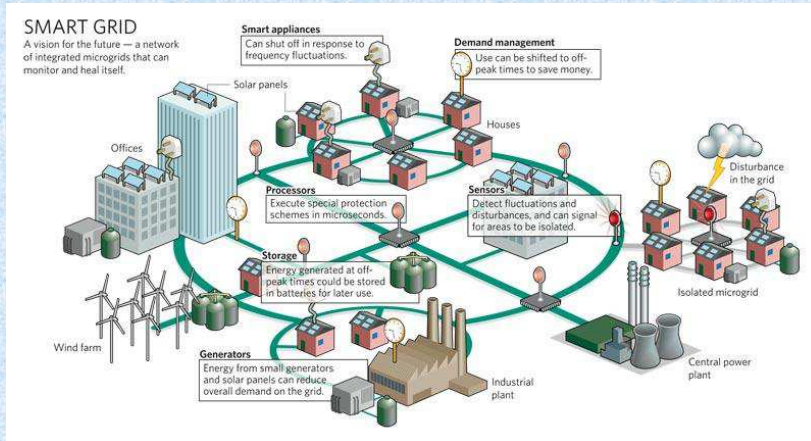 SMART GRID
A vision for the future — a network
of integrated microgrids that can
monitor and heal itself.
Smart appliances
Can shut off in response to
frequency fluctuations.
Demand management
Use can be shifted to off-
peak times to save money.
Solar panels
Houses
Offices
Disturbance
in the grid
Processors
Execute special protection
schemes in microseconds.
Sensors
Detect fluctuations and
disturbances, and can signal
for areas to be isolated.
Storage
Energy generated at off-
peak times could be stored
in batteries for later use.
Isolated microgrid
Wind farm
Generators
Energy from small generators
and solar panels can reduce
overall demand on the grid.
Industrial
plant
Central power
plant